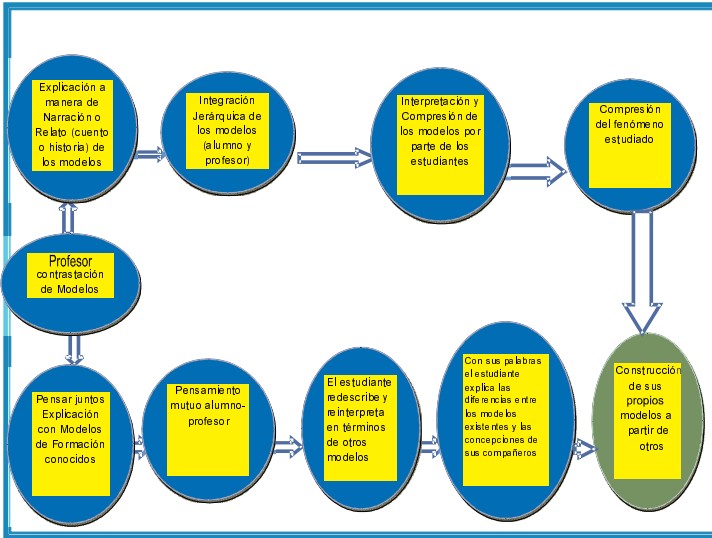 Explicación a
manera de
Narración o
Relato (cuento
o historia) de
los modelos
Integración
Jerárquica de
los modelos
(alumno y
profesor)
Interpretación y
Compresión de
los modelos por
parte de los
estudiantes
Compresión
del fenómeno
estudiado
Profesor
contrastación
de Modelos
Pensar juntos
Explicación
con Modelos
de Formación
conocidos
Pensamiento
mutuo alumno-
profesor
El estudiante
redescribe y
reinterpreta
en términos
de otros
modelos
Con sus palabras
el estudiante
explica las
diferencias entre
los modelos
existentes y las
concepciones de
sus compañeros
Construcción
de sus
propios
modelos a
partir de
otros